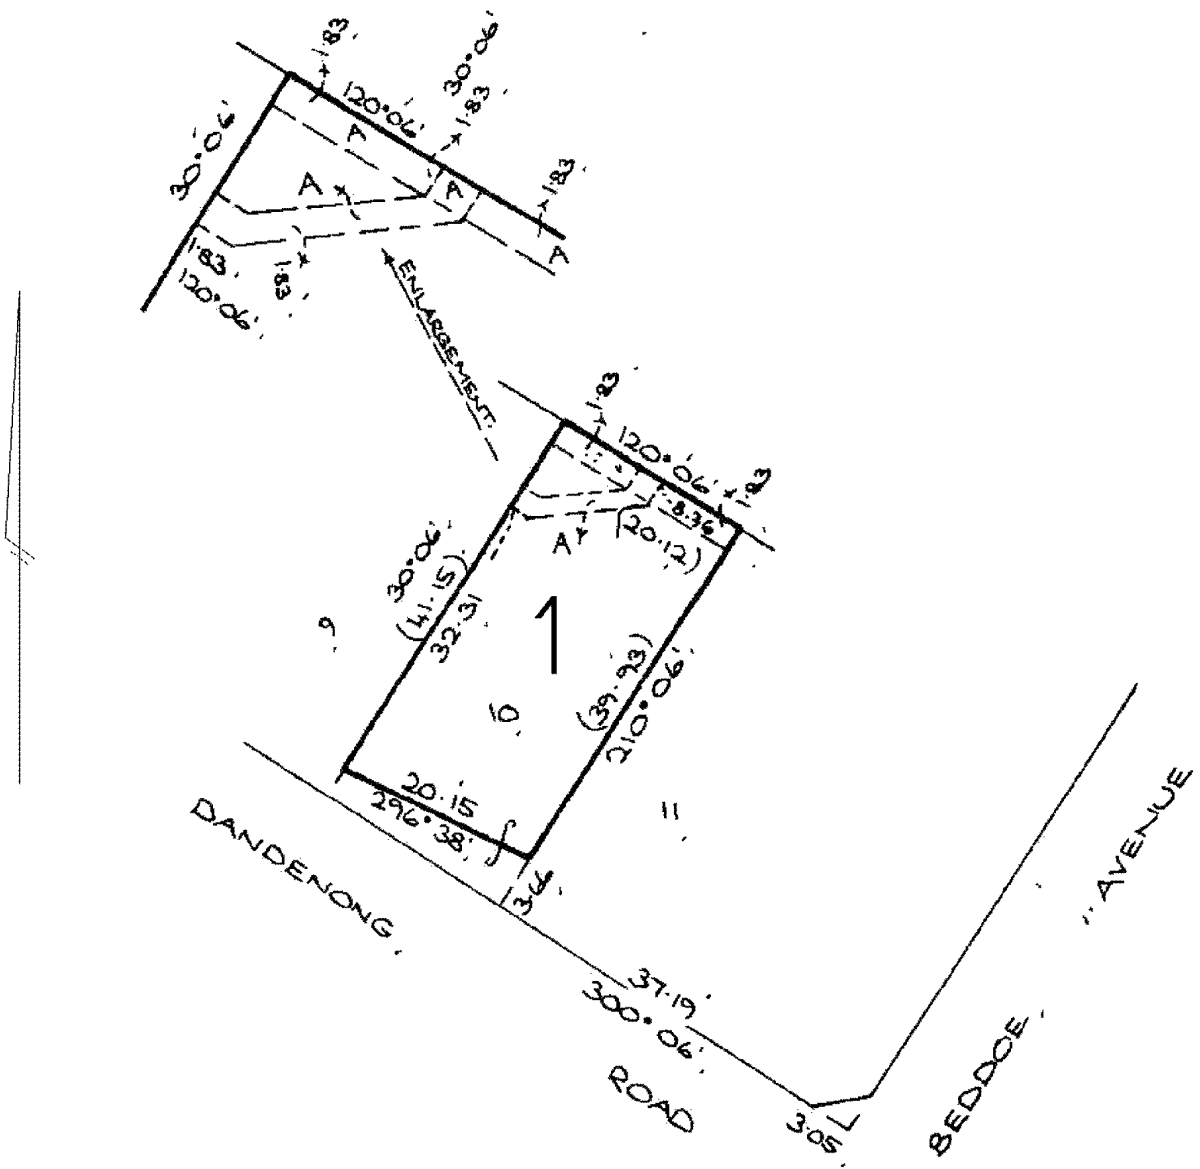 1·83
30°06'
1·83
120°06'
30°06'
A
A
A
1·83
A
1·83
120°06'
1·83
ENLARGEMENT.
1·83
120°06'
1·83
8·36
(20·12)
A
30°06'
(41·15)
32·31
9
1
(39·93)
210°06'
10
11
20·15
296°38'
3·66
DANDENONG
ROAD
37·19
300°06'
3·05
BEDDOE
AVENUE